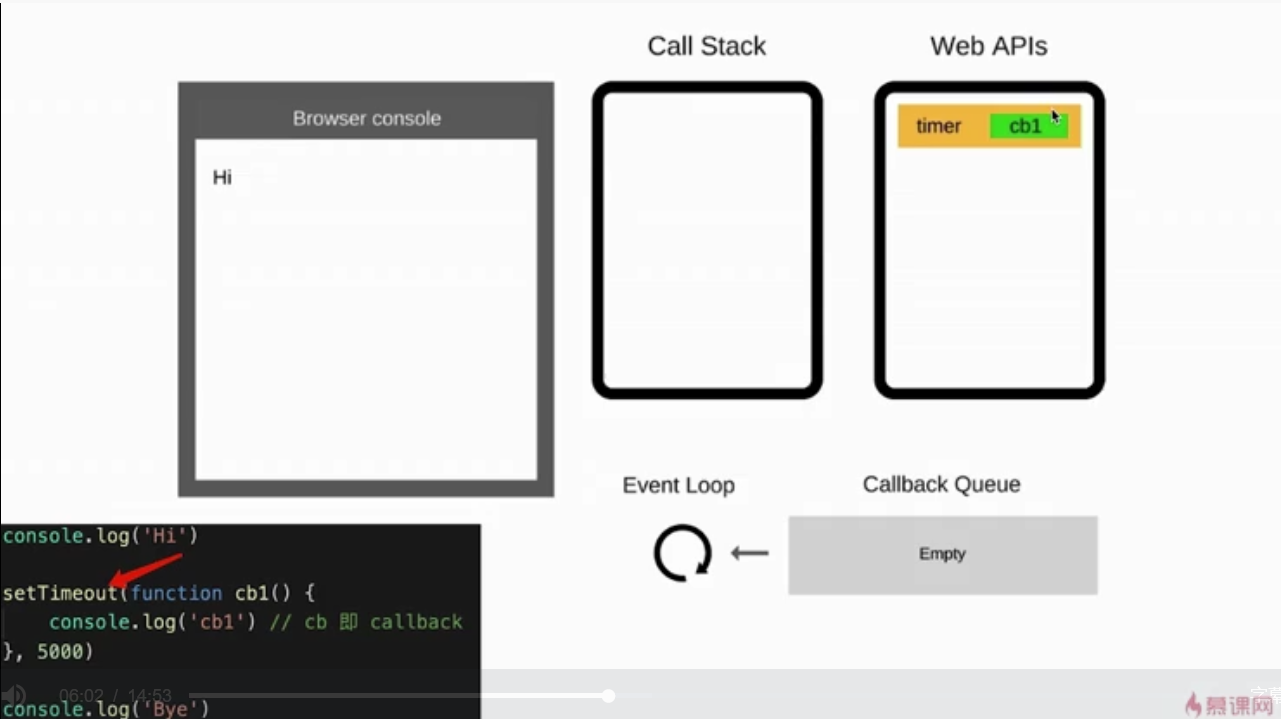 Call Stack
Web APIs
Browser console
timer
cb1
Hi
Event Loop
Callback Queue
Empty
console.log('Hi')
setTimeout(function cb1() {
console.log('cb1') // cb 即 callback
}, 5000)
06:02 / 14:53
console.log('Bye')
慕课网